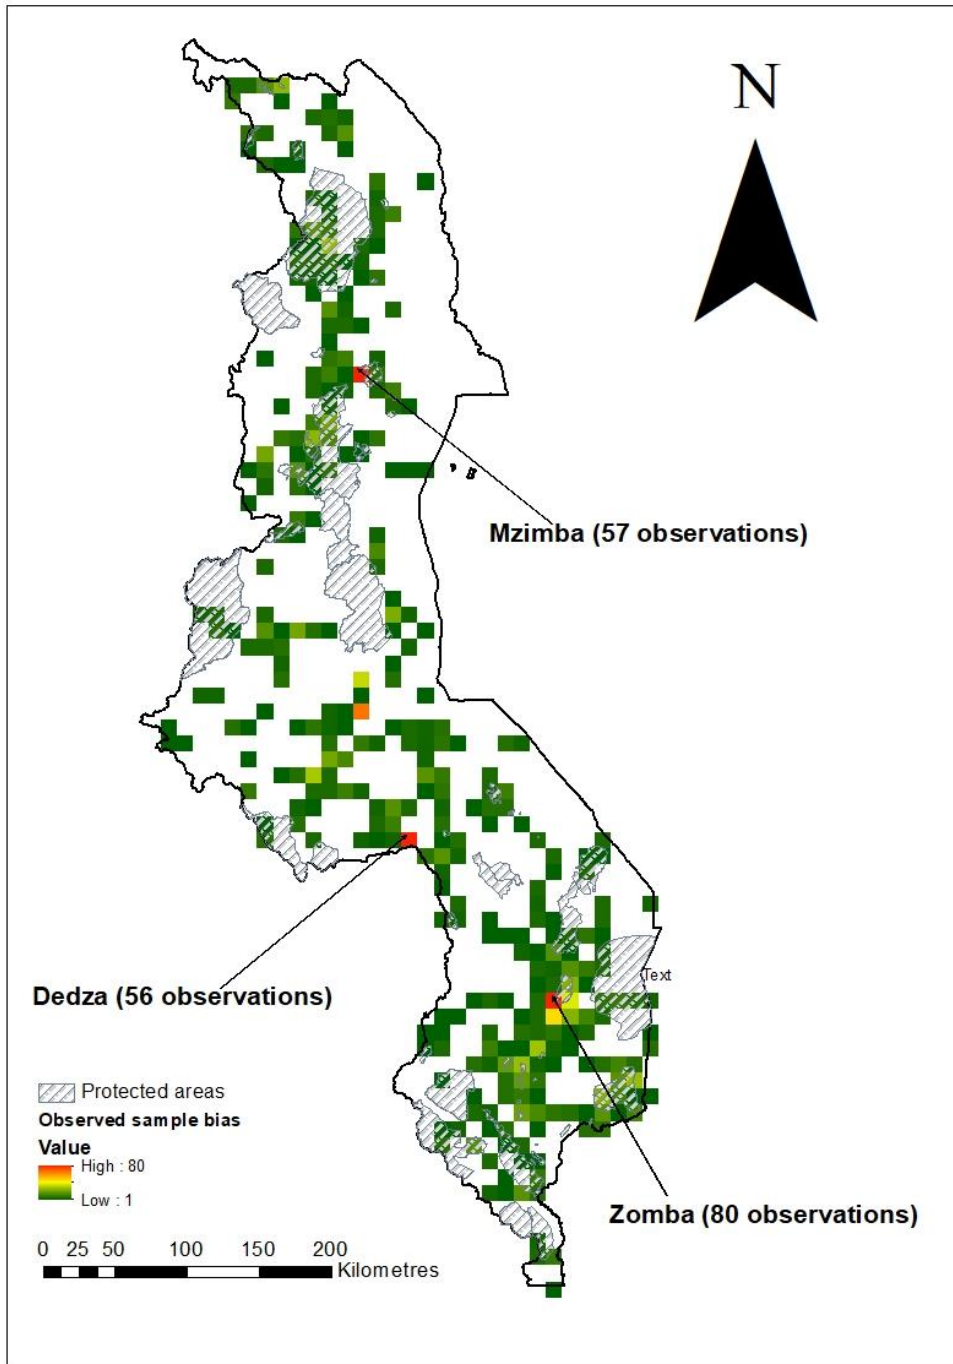 N
Mzimba (57 observations)
Text
Dedza (56 observations)
Protected areas
Observed sample bias
Value
High : 80
Low : 1
Zomba (80 observations)
0 25 50 100 150 200
Kilometres